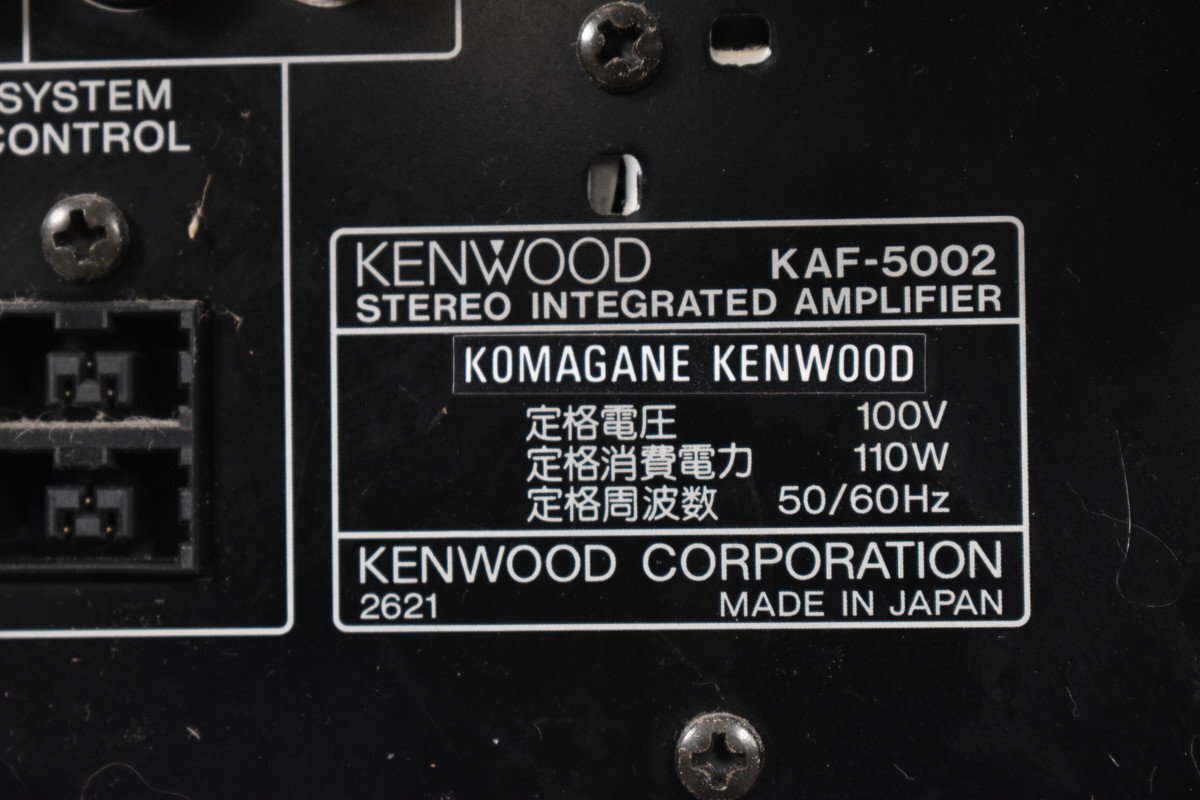 SYSTEM
CONTROL
KENWOOD KAF-5002
STEREO INTEGRATED AMPLIFIER
KOMAGANE KENWOOD
定格電圧 100V
定格消費電力 110W
定格周波数 50/60Hz
KENWOOD CORPORATION
2621 MADE IN JAPAN